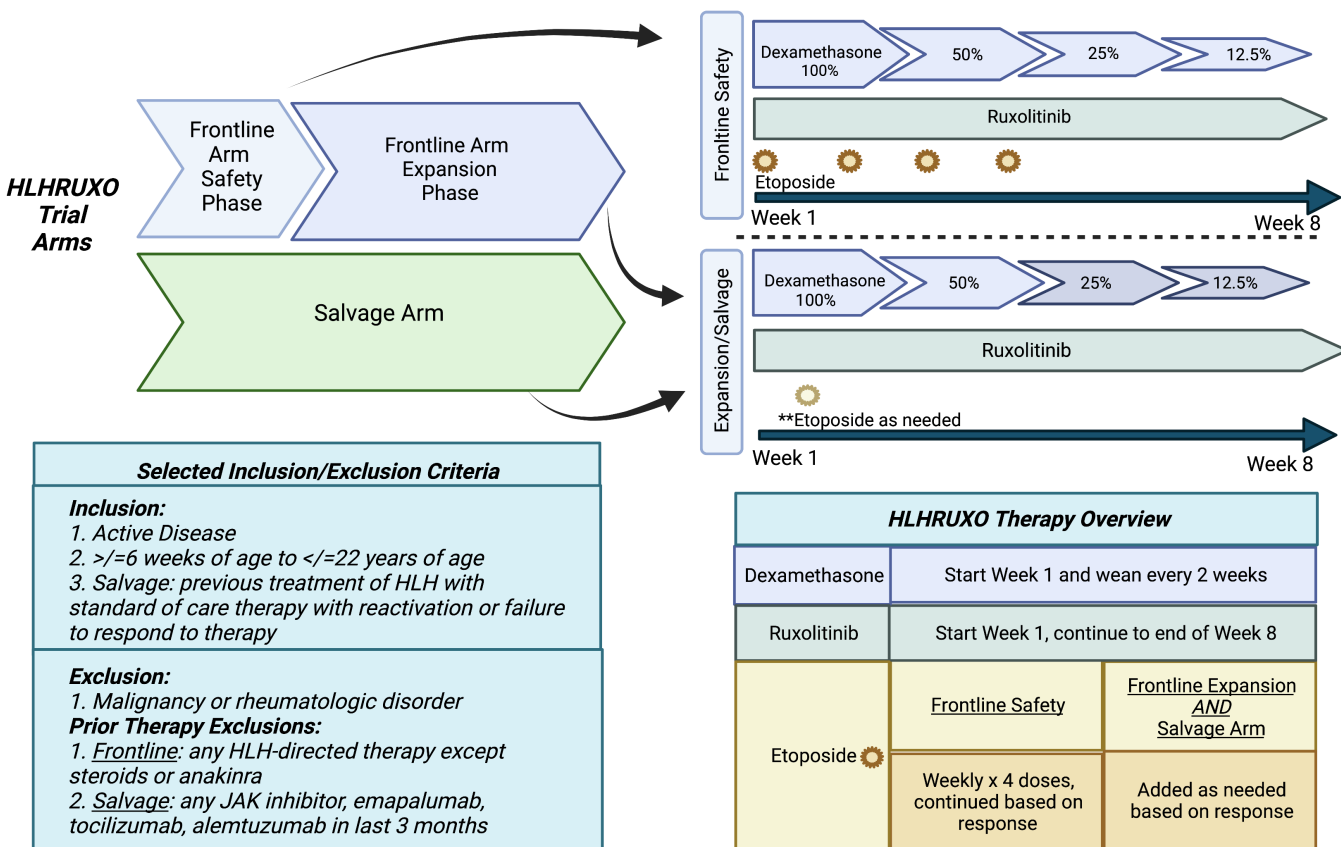 HLHRUXO
Trial
Arms
Frontline
Arm
Safety
Phase
Frontline Arm
Expansion
Phase
Salvage Arm
Fronltine Safety
Dexamethasone
100%
50%
25%
12.5%
Ruxolitinib
Etoposide
Week 1
Week 8
Expansion/Salvage
Dexamethasone
100%
50%
25%
12.5%
Ruxolitinib
**Etoposide as needed
Week 1
Week 8
Selected Inclusion/Exclusion Criteria
Inclusion:
1. Active Disease
2. >/=6 weeks of age to </=22 years of age
3. Salvage: previous treatment of HLH with
standard of care therapy with reactivation or failure
to respond to therapy
Exclusion:
1. Malignancy or rheumatologic disorder
Prior Therapy Exclusions:
1. Frontline: any HLH-directed therapy except
steroids or anakinra
2. Salvage: any JAK inhibitor, emapalumab,
tocilizumab, alemtuzumab in last 3 months
HLHRUXO Therapy Overview
Dexamethasone
Start Week 1 and wean every 2 weeks
Ruxolitinib
Start Week 1, continue to end of Week 8
Etoposide
Frontline Safety
Frontline Expansion
AND
Salvage Arm
Weekly x 4 doses,
continued based on
response
Added as needed
based on response